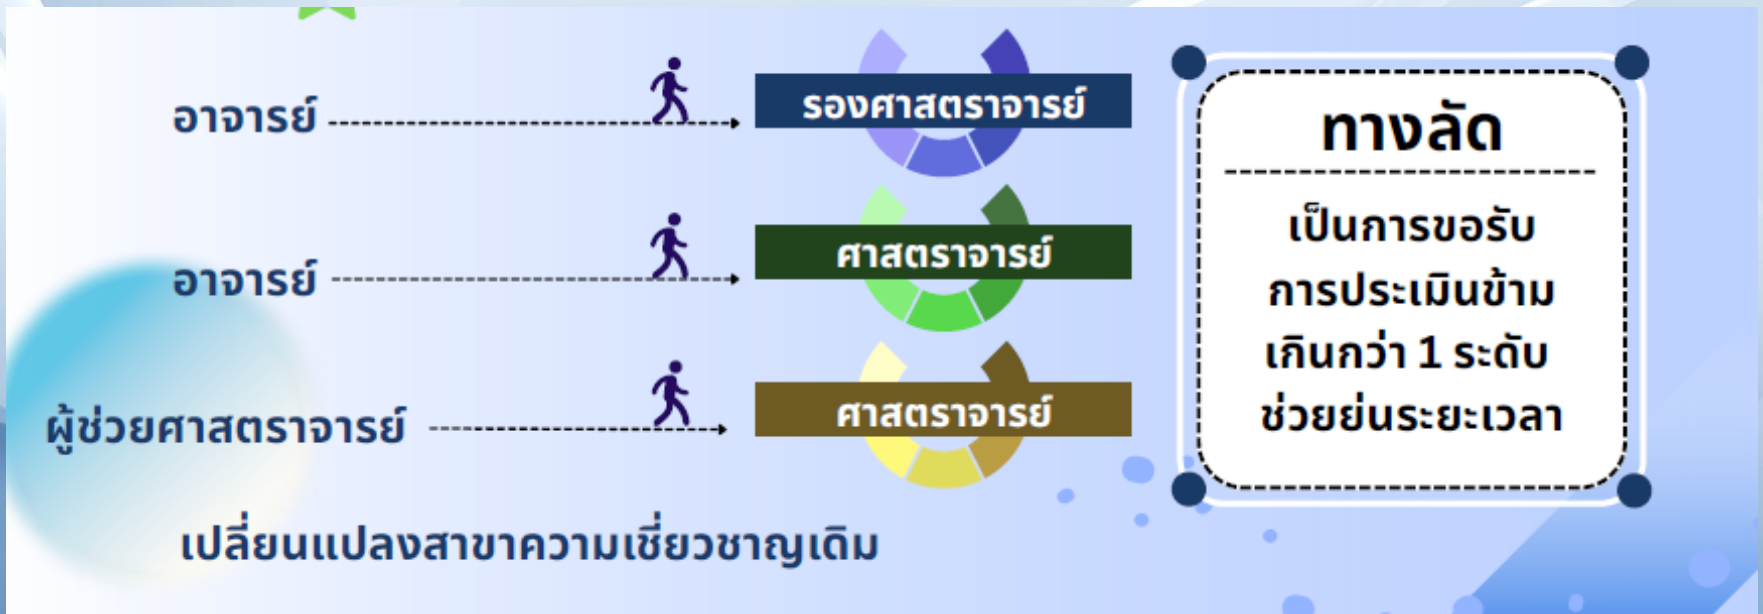 อาจารย์
รองศาสตราจารย์
อาจารย์
ศาสตราจารย์
ผู้ช่วยศาสตราจารย์
ศาสตราจารย์
เปลี่ยนแปลงสาขาความเชี่ยวชาญเดิม
ทางลัด
เป็นการขอรับ
การประเมินข้าม
เกินกว่า 1 ระดับ
ช่วยย่นระยะเวลา